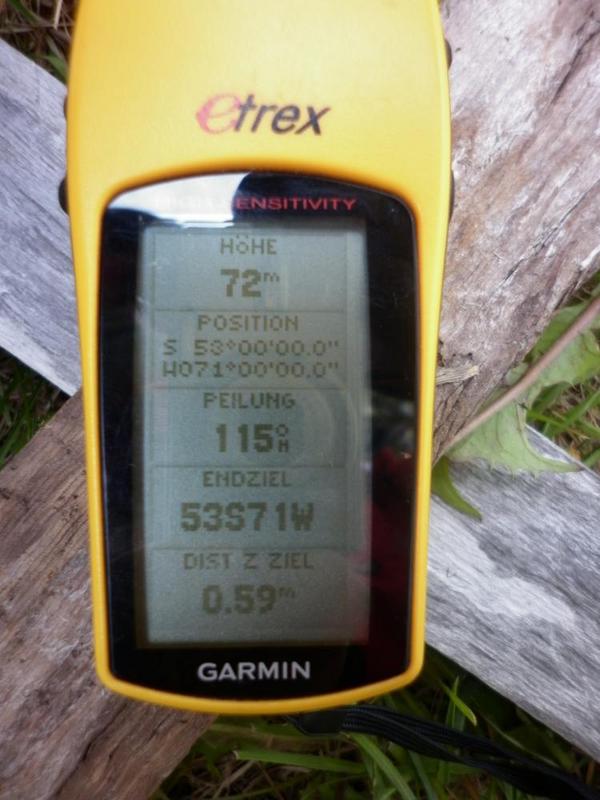 etrex
SENSITIVITY
HÖHE
72m
POSITION
S 53°00'00.0"
W071°00'00.0"
PEILUNG
115°M
ENDZIEL
53S71W
DIST Z ZIEL
0.59m
GARMIN